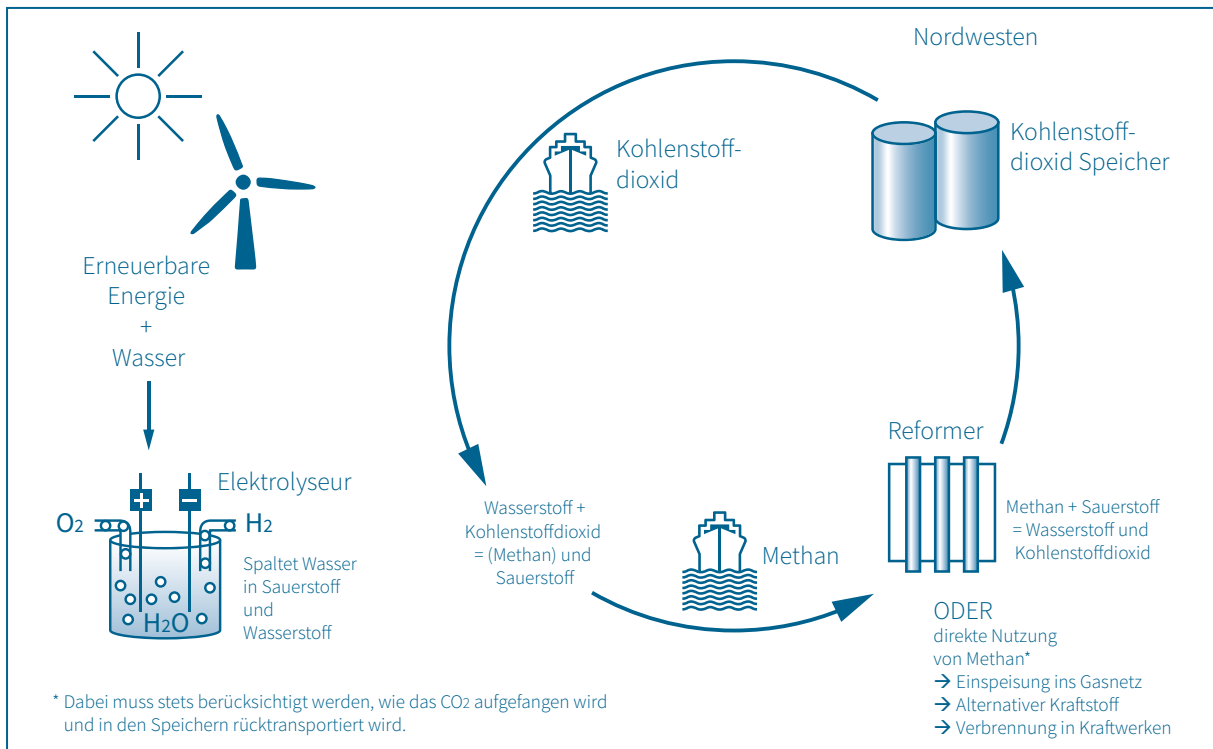 Nordwesten
Kohlenstoff-
dioxid
Kohlenstoff-
dioxid Speicher
Erneuerbare
Energie
+
Wasser
Elektrolyseur
+
−
O2
H2
H2O
Spaltet Wasser
in Sauerstoff
und
Wasserstoff
Wasserstoff +
Kohlenstoffdioxid
= (Methan) und
Sauerstoff
Methan
Reformer
Methan + Sauerstoff
= Wasserstoff und
Kohlenstoffdioxid
ODER
direkte Nutzung
von Methan*
→ Einspeisung ins Gasnetz
→ Alternativer Kraftstoff
→ Verbrennung in Kraftwerken
* Dabei muss stets berücksichtigt werden, wie das CO2 aufgefangen wird
und in den Speichern rücktransportiert wird.